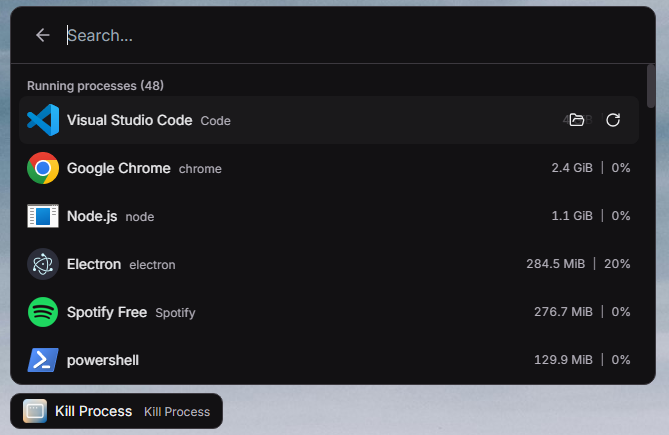 Search...
Running processes (48)
Visual Studio Code Code
Google Chrome chrome 2.4 GiB | 0%
Node.js node 1.1 GiB | 0%
Electron electron 284.5 MiB | 20%
Spotify Free Spotify 276.7 MiB | 0%
powershell 129.9 MiB | 0%
Kill Process Kill Process